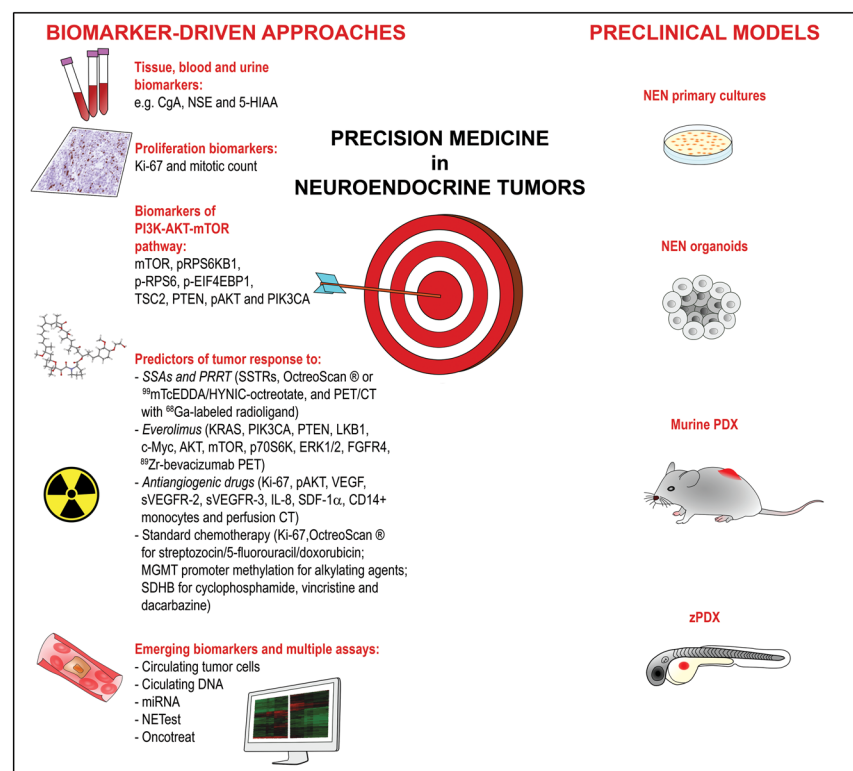 BIOMARKER-DRIVEN APPROACHES
Tissue, blood and urine
biomarkers:
e.g. CgA, NSE and 5-HIAA
Proliferation biomarkers:
Ki-67 and mitotic count
Biomarkers of
PI3K-AKT-mTOR
pathway:
mTOR, pRPS6KB1,
p-RPS6, p-EIF4EBP1,
TSC2, PTEN, pAKT and PIK3CA
Predictors of tumor response to:
- SSAs and PRRT (SSTRs, OctreoScan ® or
⁹⁹mTcEDDA/HYNIC-octreotate, and PET/CT
with ⁶⁸Ga-labeled radioligand)
- Everolimus (KRAS, PIK3CA, PTEN, LKB1,
c-Myc, AKT, mTOR, p70S6K, ERK1/2, FGFR4,
⁸⁹Zr-bevacizumab PET)
- Antiangiogenic drugs (Ki-67, pAKT, VEGF,
sVEGFR-2, sVEGFR-3, IL-8, SDF-1α, CD14+
monocytes and perfusion CT)
- Standard chemotherapy (Ki-67,OctreoScan ®
for streptozocin/5-fluorouracil/doxorubicin;
MGMT promoter methylation for alkylating agents;
SDHB for cyclophosphamide, vincristine and
dacarbazine)
Emerging biomarkers and multiple assays:
- Circulating tumor cells
- Ciculating DNA
- miRNA
- NETest
- Oncotreat
PRECISION MEDICINE
in
NEUROENDOCRINE TUMORS
PRECLINICAL MODELS
NEN primary cultures
NEN organoids
Murine PDX
zPDX